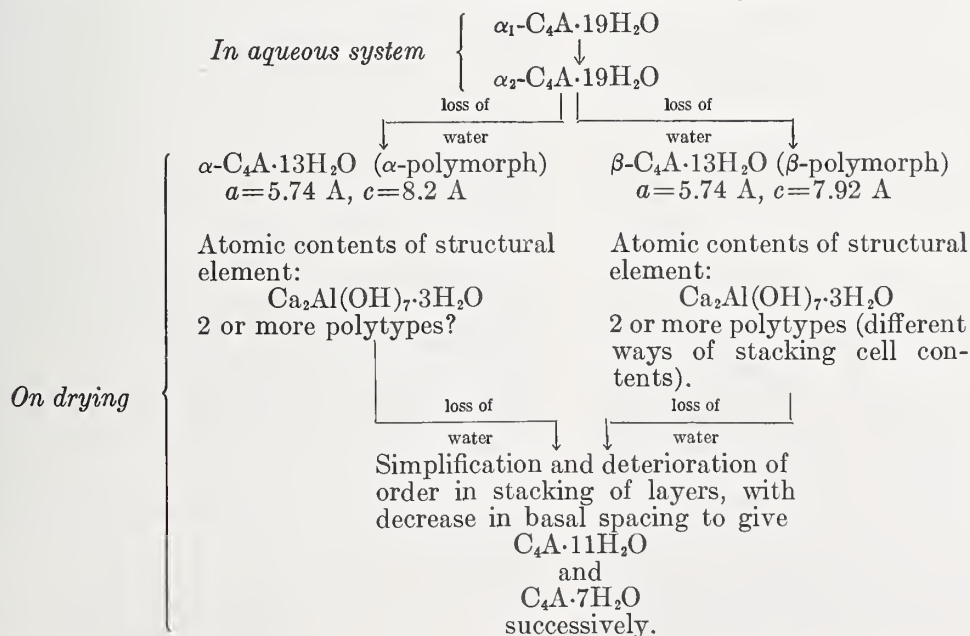 α₁-C₄A·19H₂O
In aqueous system
α₂-C₄A·19H₂O
loss of
water
loss of
water
α-C₄A·13H₂O (α-polymorph)
a=5.74 A, c=8.2 A
Atomic contents of structural
element:
Ca₂Al(OH)₇·3H₂O
2 or more polytypes?
β-C₄A·13H₂O (β-polymorph)
a=5.74 A, c=7.92 A
Atomic contents of structural
element:
Ca₂Al(OH)₇·3H₂O
2 or more polytypes (different
ways of stacking cell con-
tents).
On drying
loss of
water
loss of
water
Simplification and deterioration of
order in stacking of layers, with
decrease in basal spacing to give
C₄A·11H₂O
and
C₄A·7H₂O
successively.